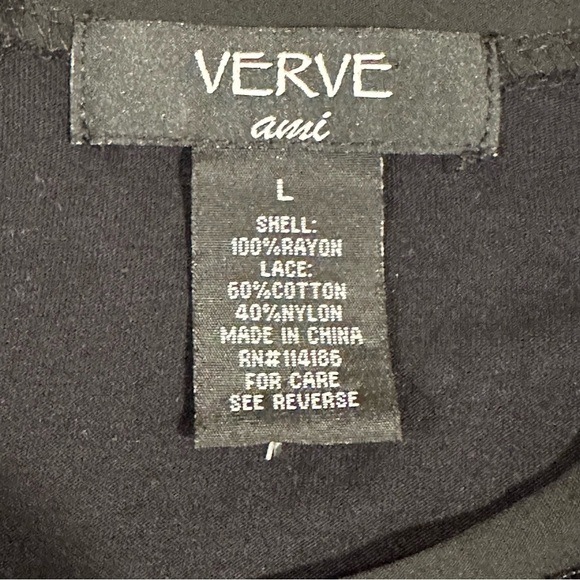 VERVE
ami
L
SHELL:
100%RAYON
LACE:
60%COTTON
40%NYLON
MADE IN CHINA
RN#114186
FOR CARE
SEE REVERSE